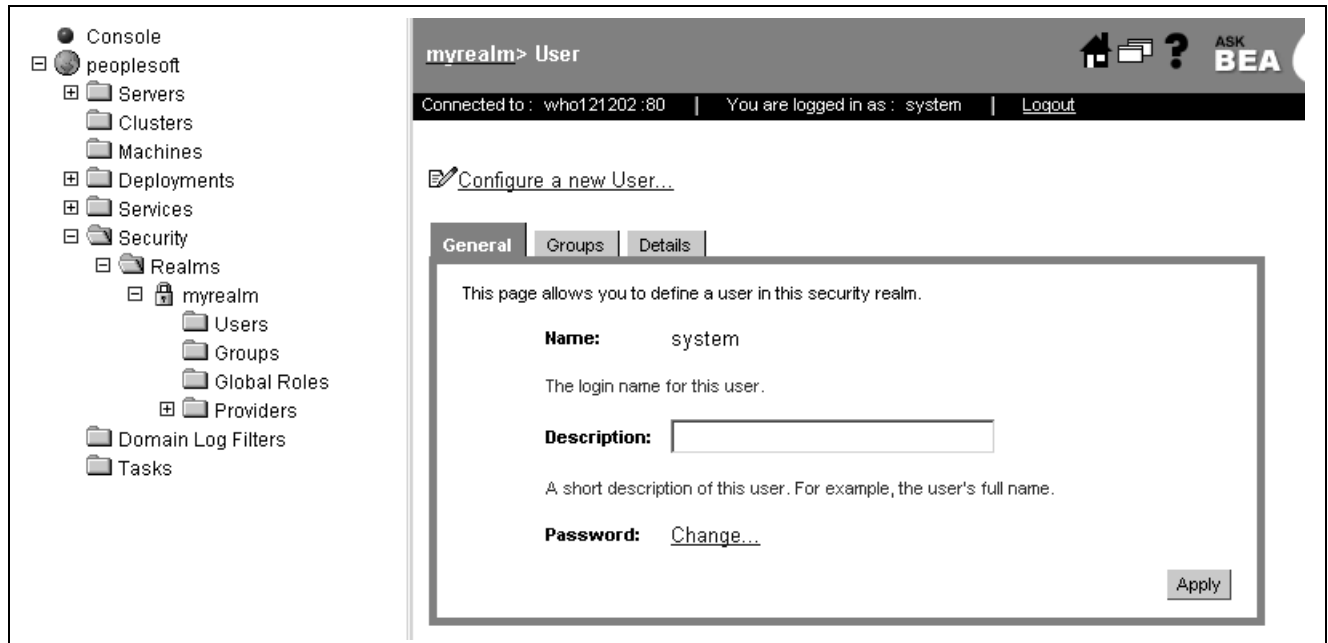 Console
peoplesoft
Servers
Clusters
Machines
Deployments
Services
Security
Realms
myrealm
Users
Groups
Global Roles
Providers
Domain Log Filters
Tasks
myrealm> User
? ASK BEA
Connected to : who121202 :80 | You are logged in as : system | Logout
Configure a new User...
General Groups Details
This page allows you to define a user in this security realm.
Name: system
The login name for this user.
Description:
A short description of this user. For example, the user's full name.
Password: Change...
Apply